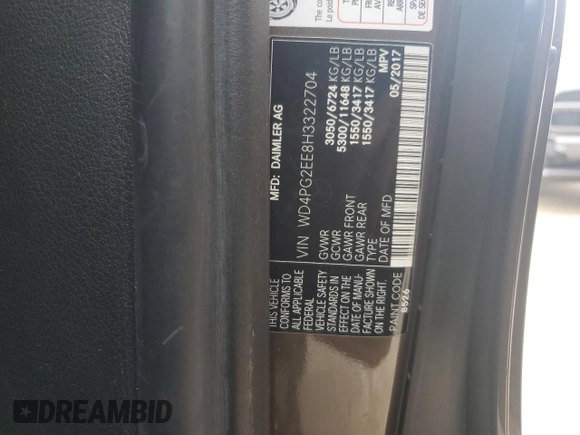 MFD: DAIMLER AG
VIN WD4PG2EE8H3322704
GVWR 3050/6724 KG/LB
GCWR 5300/11648 KG/LB
GAWR FRONT 1550/3417 KG/LB
GAWR REAR 1550/3417 KG/LB
TYPE MPV
DATE OF MFD 05/2017
THIS VEHICLE
CONFORMS TO
ALL APPLICABLE
FEDERAL
VEHICLE SAFETY
STANDARDS IN
EFFECT ON THE
DATE OF MANU-
FACTURE SHOWN
ON THE RIGHT.
PAINT CODE
8526
DREAMBID